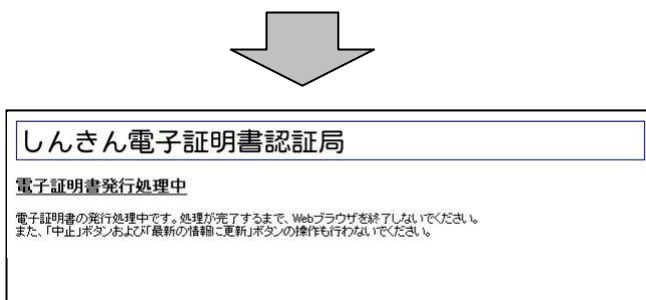 しんきん電子証明書認証局
電子証明書発行処理中
電子証明書の発行処理中です。処理が完了するまで、Webブラウザを終了しないでください。
また、「中止」ボタンおよび「最新の情報に更新」ボタンの操作も行わないでください。